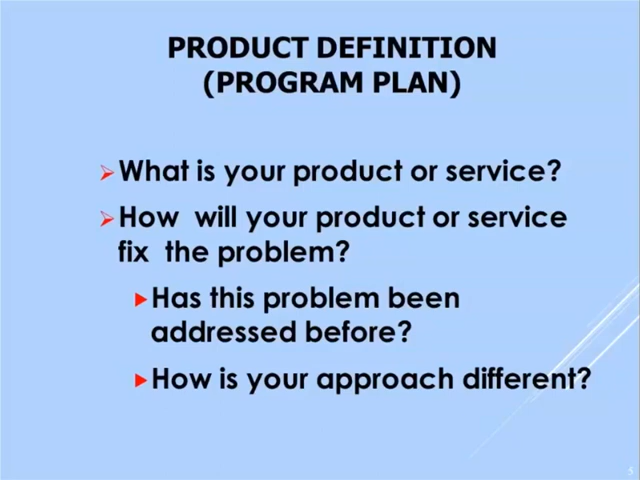 PRODUCT DEFINITION
(PROGRAM PLAN)
What is your product or service?
How will your product or service
fix the problem?
Has this problem been
addressed before?
How is your approach different?
5